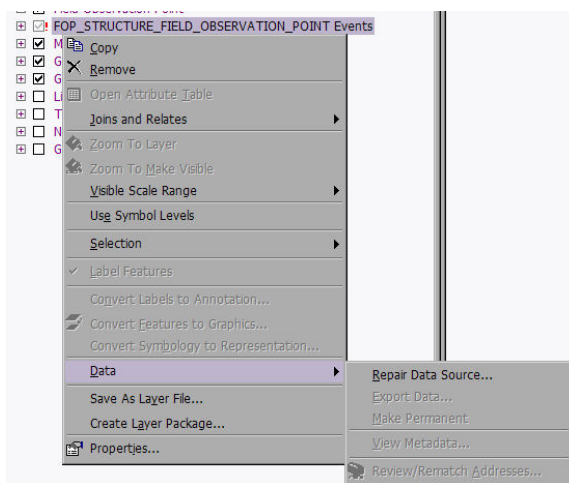 FOP_STRUCTURE_FIELD_OBSERVATION_POINT Events
M
Copy
G
Remove
G
Li
Open Attribute Table
T
Joins and Relates
N
G
Zoom To Layer
Zoom To Make Visible
Visible Scale Range
Use Symbol Levels
Selection
Label Features
Convert Labels to Annotation...
Convert Features to Graphics...
Convert Symbology to Representation...
Data
Save As Layer File...
Create Layer Package...
Properties...
Repair Data Source...
Export Data...
Make Permanent
View Metadata...
Review/Rematch Addresses...